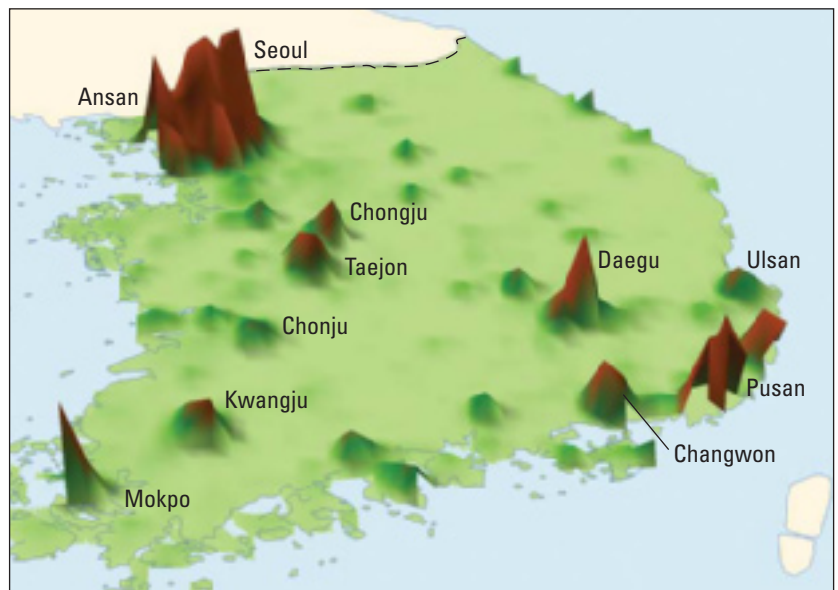 Seoul
Ansan
Chongju
Taejon
Daegu
Ulsan
Chonju
Kwangju
Pusan
Changwon
Mokpo